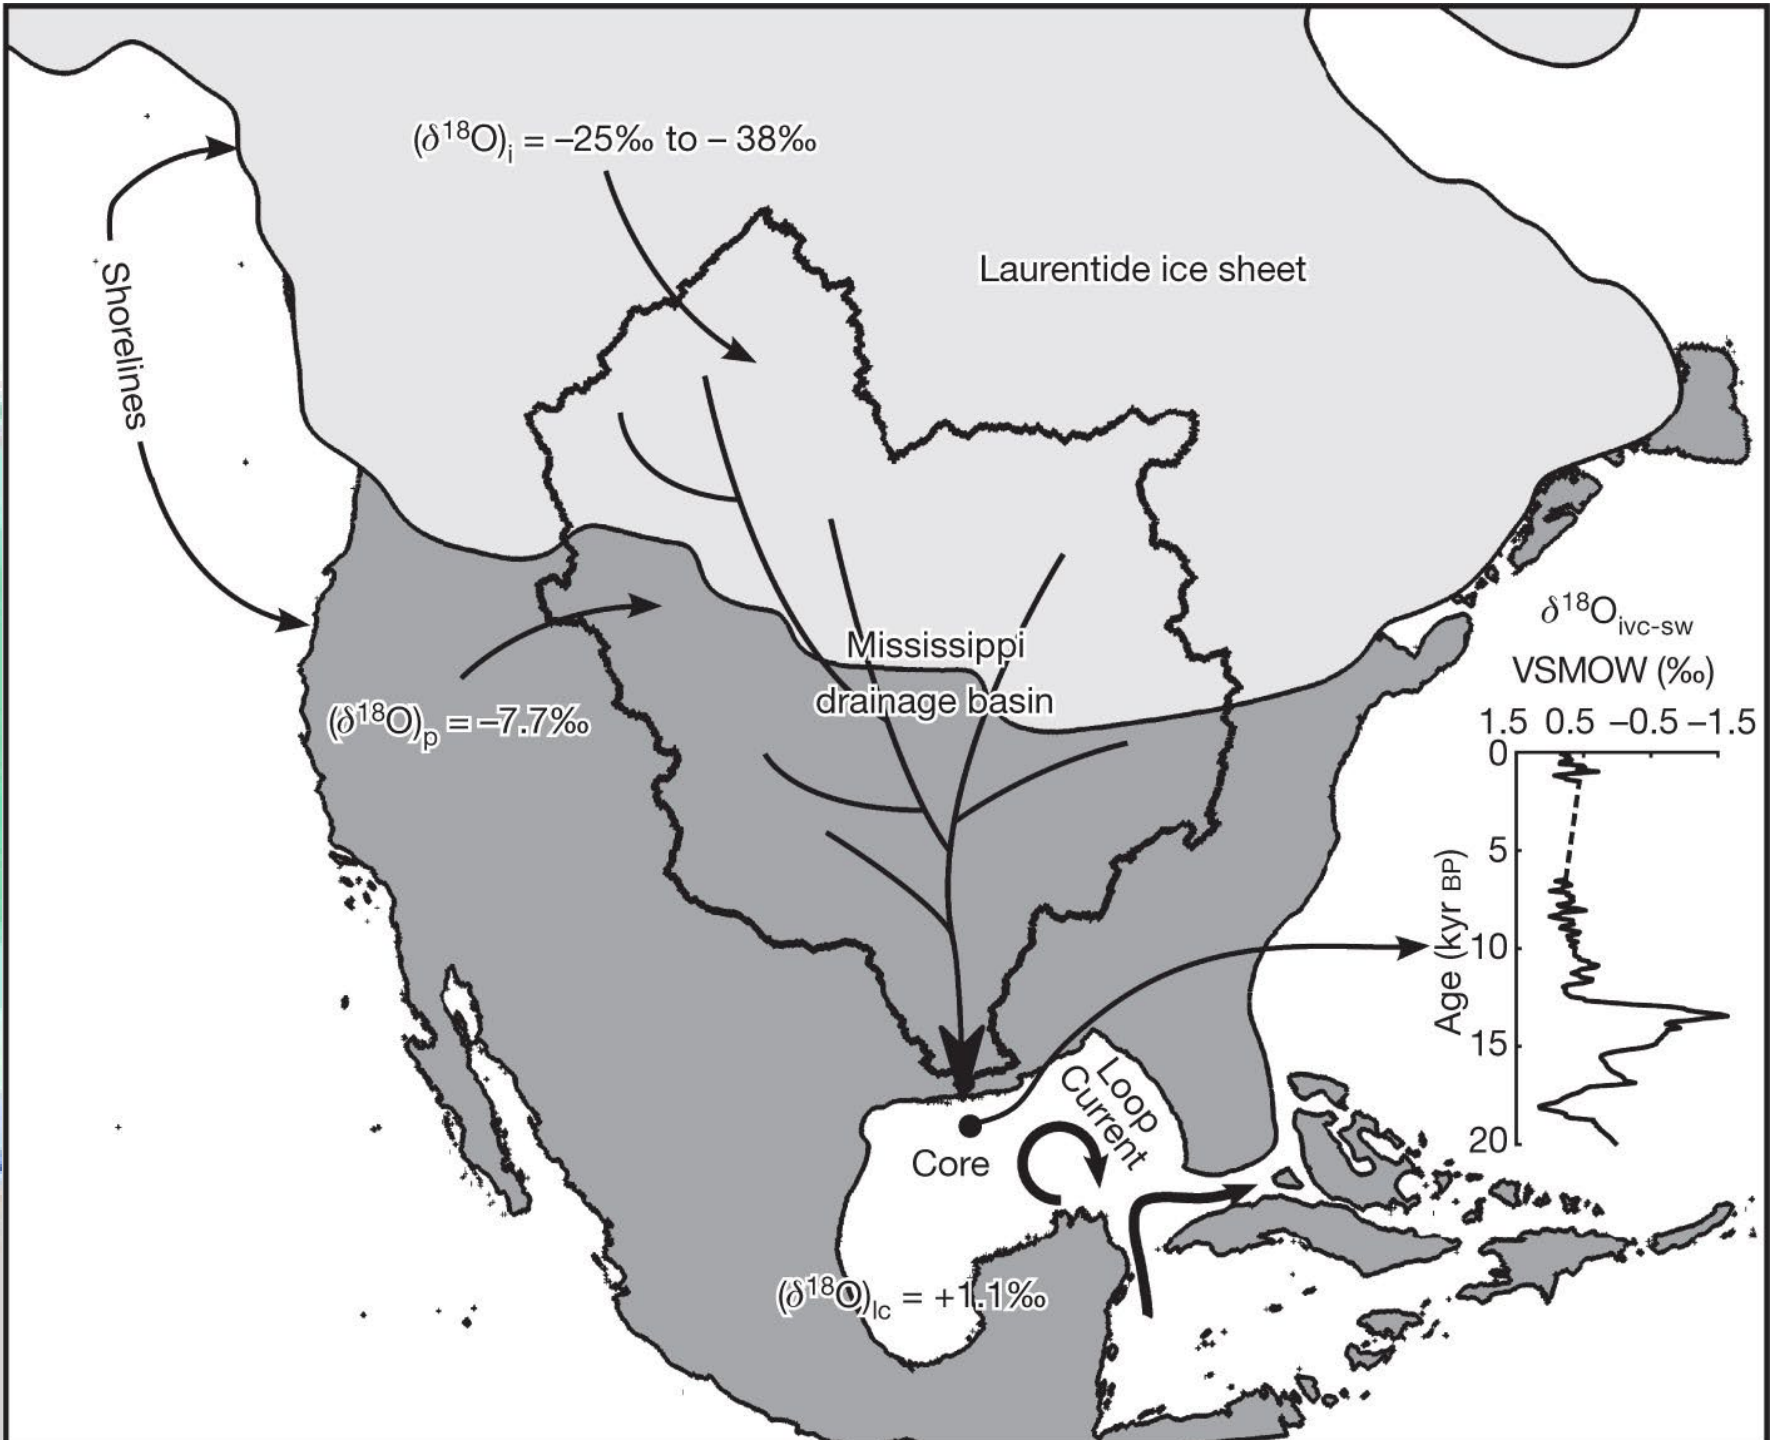 (δ¹⁸O)ᵢ = –25‰ to – 38‰
Laurentide ice sheet
Shorelines
Mississippi
drainage basin
(δ¹⁸O)ₚ = –7.7‰
δ¹⁸O_ivc-sw
VSMOW (‰)
1.5 0.5 –0.5 –1.5
0
5
10
15
20
Age (kyr BP)
Loop
Current
Core
(δ¹⁸O)_lc = +1.1‰